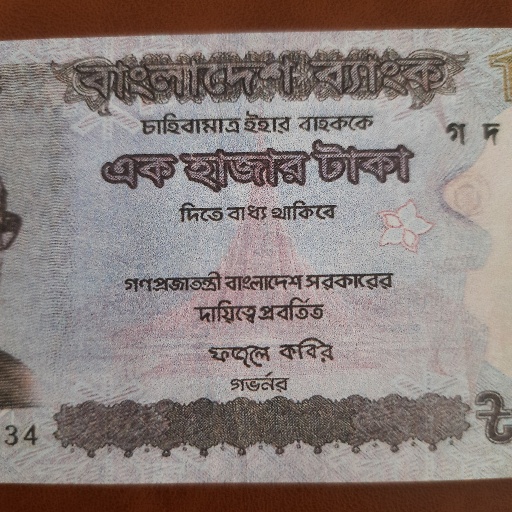 বাংলাদেশ ব্যাংক
চাহিবামাত্র ইহার বাহককে
গ দ
এক হাজার টাকা
দিতে বাধ্য থাকিবে
গণপ্রজাতন্ত্রী বাংলাদেশ সরকারের
দায়িত্বে প্রবর্তিত
ফজলে কবির
গভর্নর
34
৳